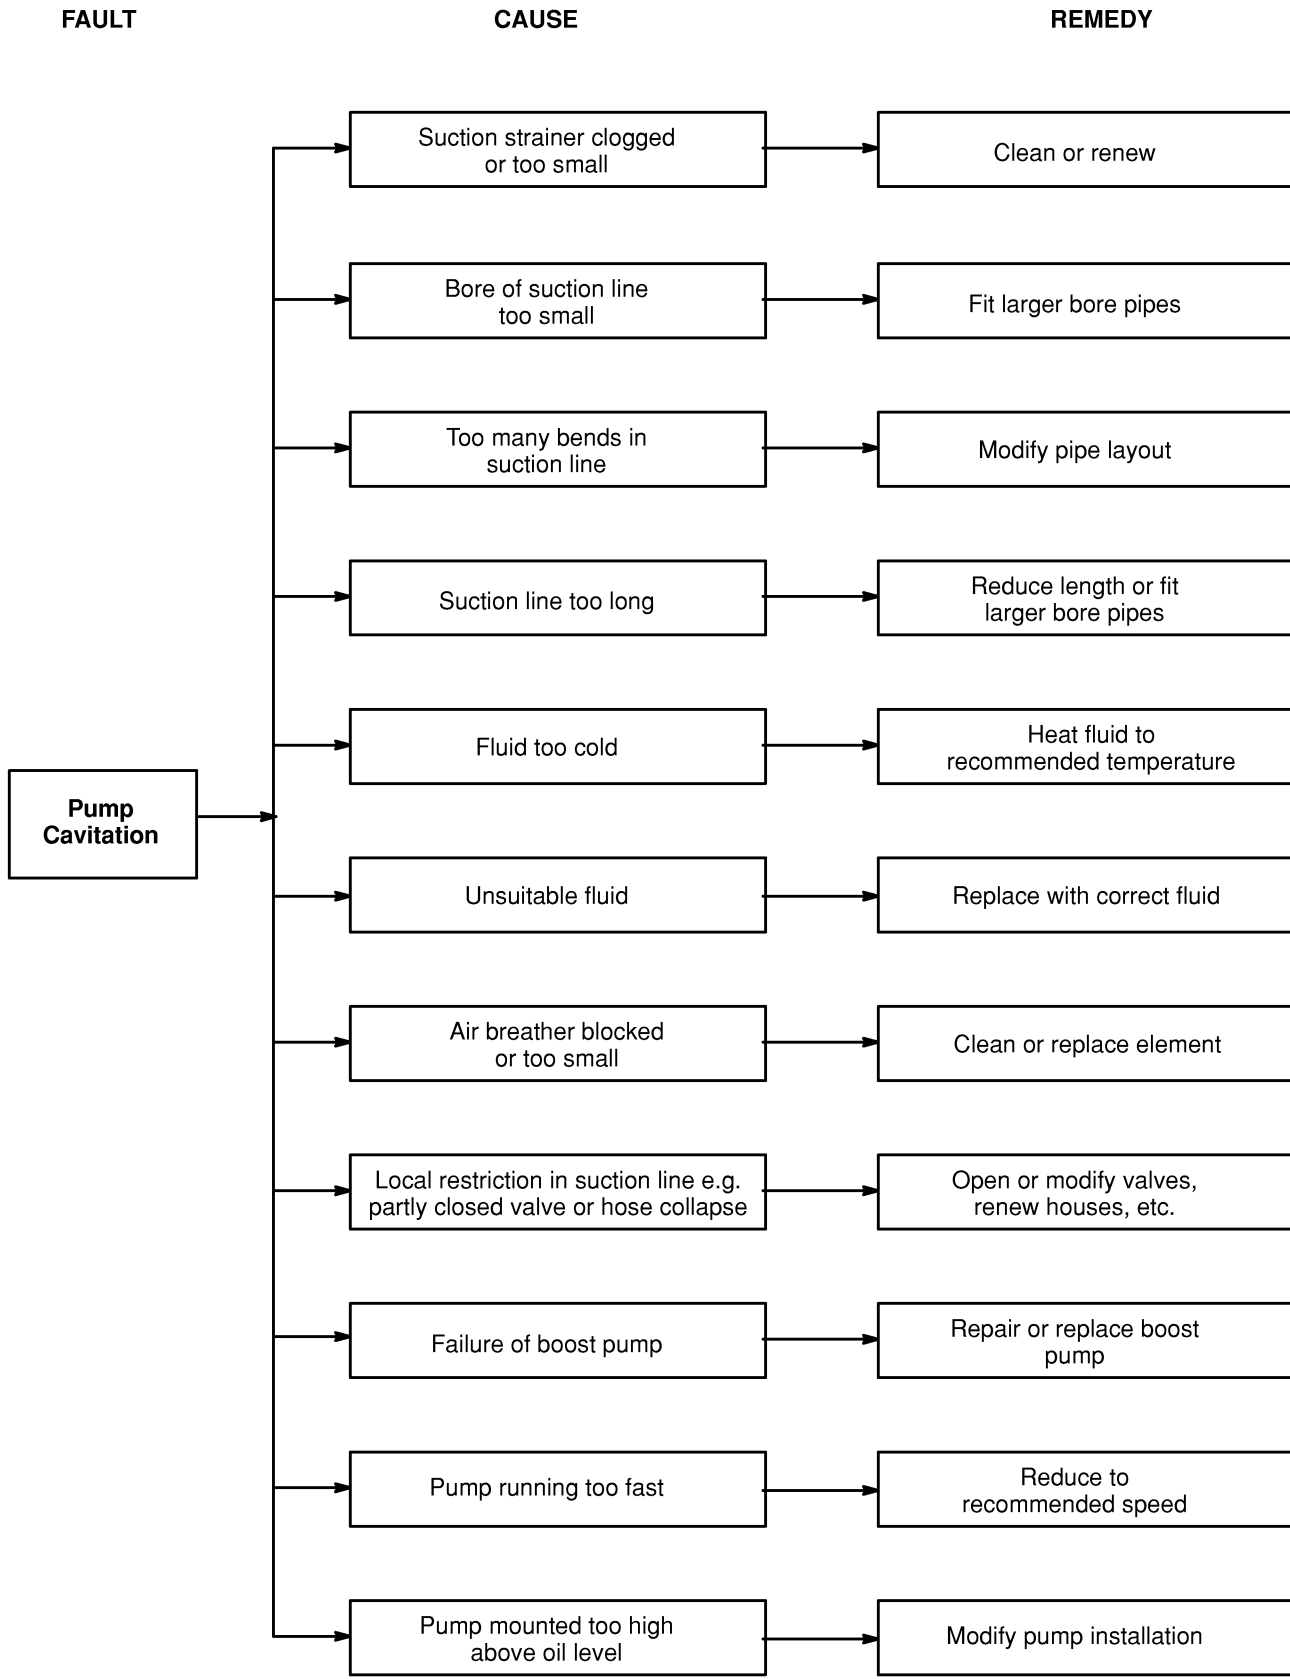 FAULT
CAUSE
REMEDY
Suction strainer clogged
or too small
Clean or renew
Bore of suction line
too small
Fit larger bore pipes
Too many bends in
suction line
Modify pipe layout
Suction line too long
Reduce length or fit
larger bore pipes
Fluid too cold
Heat fluid to
recommended temperature
Pump
Cavitation
Unsuitable fluid
Replace with correct fluid
Air breather blocked
or too small
Clean or replace element
Local restriction in suction line e.g.
partly closed valve or hose collapse
Open or modify valves,
renew houses, etc.
Failure of boost pump
Repair or replace boost
pump
Pump running too fast
Reduce to
recommended speed
Pump mounted too high
above oil level
Modify pump installation